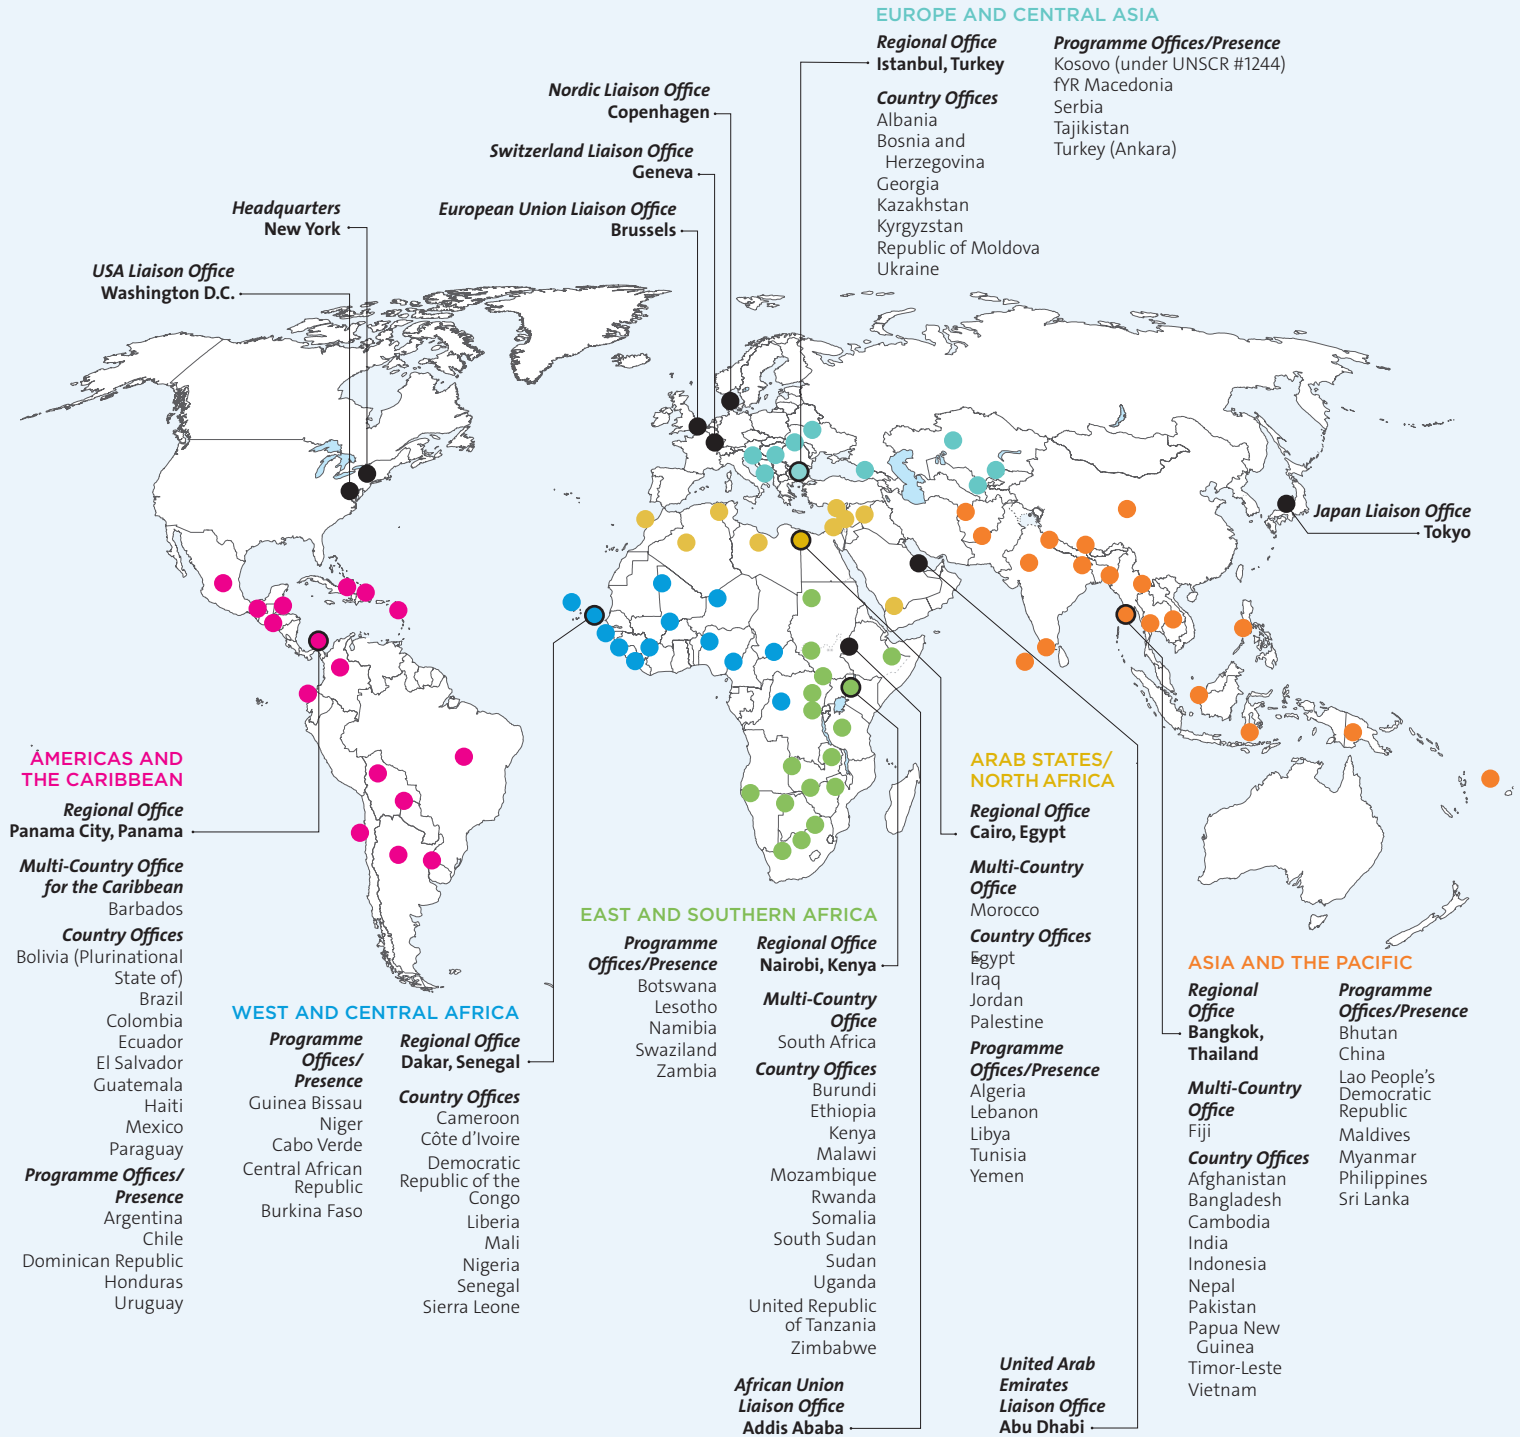 EUROPE AND CENTRAL ASIA
Regional Office
Istanbul, Turkey
Country Offices
Albania
Bosnia and
Herzegovina
Georgia
Kazakhstan
Kyrgyzstan
Republic of Moldova
Ukraine
Programme Offices/Presence
Kosovo (under UNSCR #1244)
fYR Macedonia
Serbia
Tajikistan
Turkey (Ankara)
Nordic Liaison Office
Copenhagen
Switzerland Liaison Office
Geneva
European Union Liaison Office
Brussels
Headquarters
New York
USA Liaison Office
Washington D.C.
Japan Liaison Office
Tokyo
AMERICAS AND
THE CARIBBEAN
Regional Office
Panama City, Panama
Multi-Country Office
for the Caribbean
Barbados
Country Offices
Bolivia (Plurinational
State of)
Brazil
Colombia
Ecuador
El Salvador
Guatemala
Haiti
Mexico
Paraguay
Programme Offices/
Presence
Argentina
Chile
Dominican Republic
Honduras
Uruguay
WEST AND CENTRAL AFRICA
Programme
Offices/
Presence
Guinea Bissau
Niger
Cabo Verde
Central African
Republic
Burkina Faso
Regional Office
Dakar, Senegal
Country Offices
Cameroon
Côte d'Ivoire
Democratic
Republic of the
Congo
Liberia
Mali
Nigeria
Senegal
Sierra Leone
EAST AND SOUTHERN AFRICA
Programme
Offices/Presence
Botswana
Lesotho
Namibia
Swaziland
Zambia
Regional Office
Nairobi, Kenya
Multi-Country
Office
South Africa
Country Offices
Burundi
Ethiopia
Kenya
Malawi
Mozambique
Rwanda
Somalia
South Sudan
Sudan
Uganda
United Republic
of Tanzania
Zimbabwe
African Union
Liaison Office
Addis Ababa
ARAB STATES/
NORTH AFRICA
Regional Office
Cairo, Egypt
Multi-Country
Office
Morocco
Country Offices
Egypt
Iraq
Jordan
Palestine
Programme
Offices/Presence
Algeria
Lebanon
Libya
Tunisia
Yemen
United Arab
Emirates
Liaison Office
Abu Dhabi
ASIA AND THE PACIFIC
Regional
Office
Bangkok,
Thailand
Multi-Country
Office
Fiji
Country Offices
Afghanistan
Bangladesh
Cambodia
India
Indonesia
Nepal
Pakistan
Papua New
Guinea
Timor-Leste
Vietnam
Programme
Offices/Presence
Bhutan
China
Lao People's
Democratic
Republic
Maldives
Myanmar
Philippines
Sri Lanka